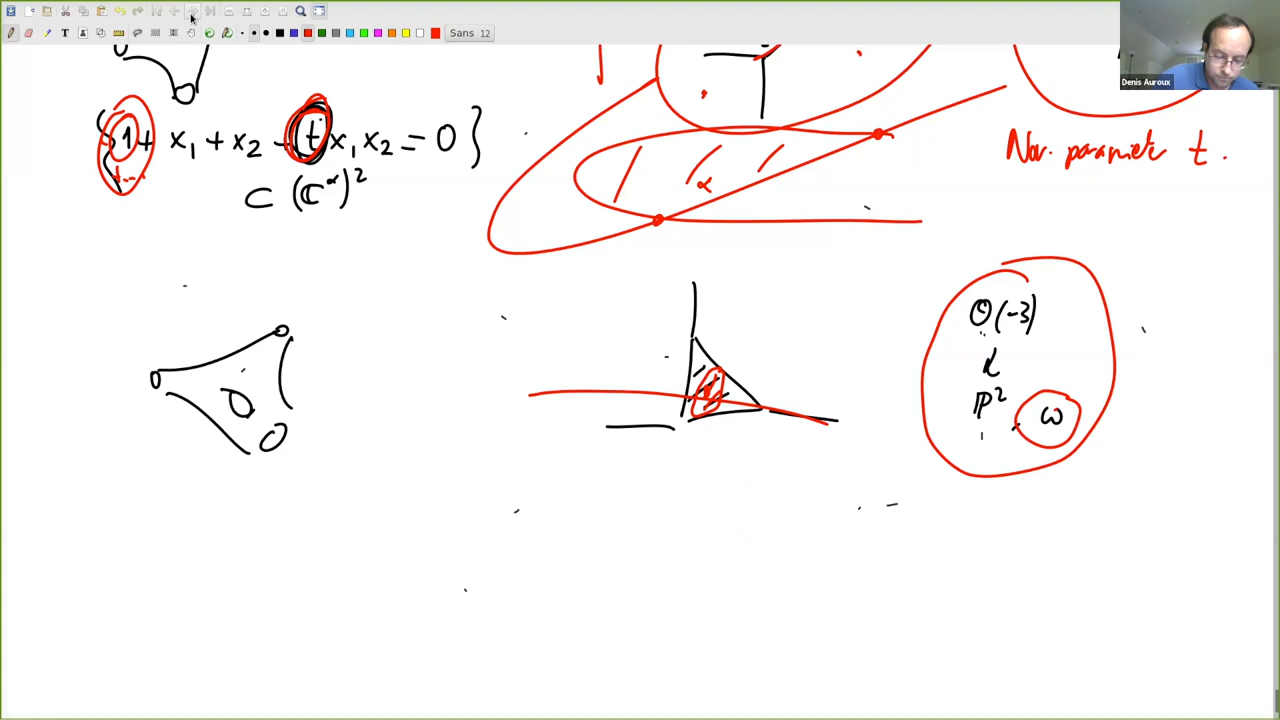 Sans 12
Denis Auroux
{ 1 + x₁ + x₂ - t x₁ x₂ = 0 }
t...
⊂ (ℂ*)²
α
Nov. parameter t.
O(-3)
↓
ℙ²
ω